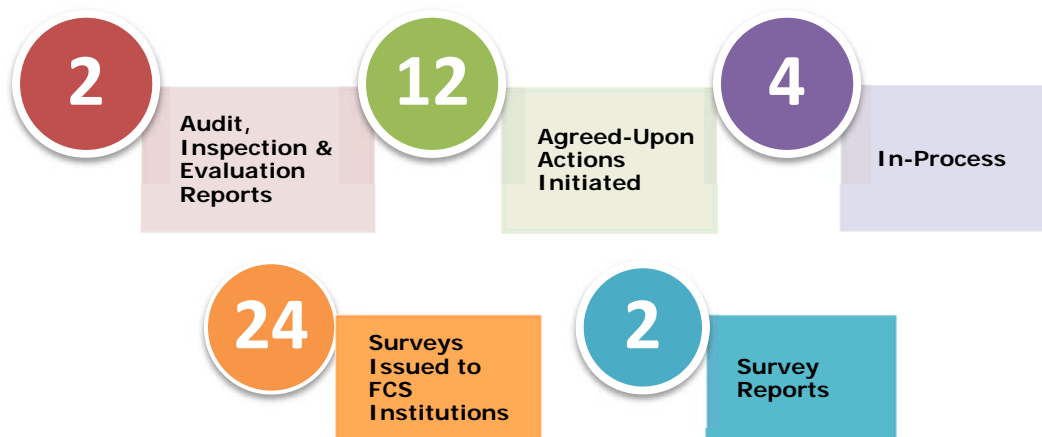 2
Audit,
Inspection &
Evaluation
Reports
12
Agreed-Upon
Actions
Initiated
4
In-Process
24
Surveys
Issued to
FCS
Institutions
2
Survey
Reports